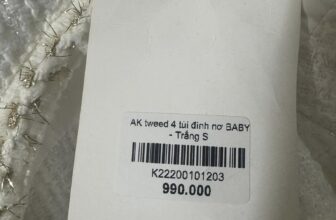 AK tweed 4 túi đính nơ BABY
- Trắng S
K22200101203
990.000